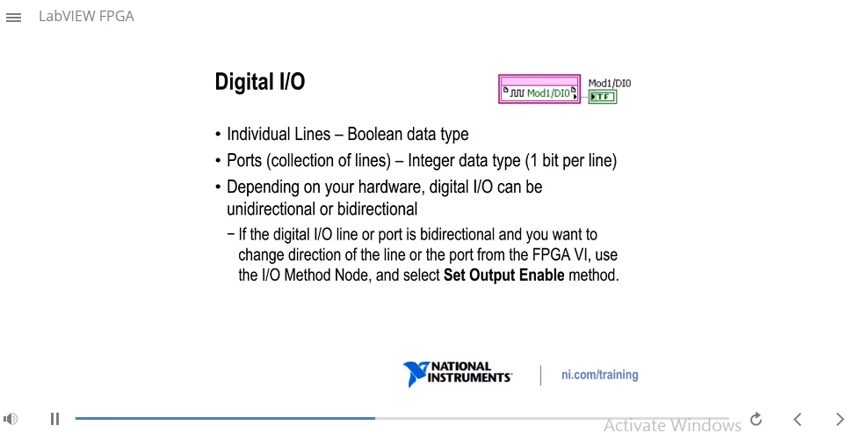 LabVIEW FPGA
Digital I/O
Mod1/DI0
Mod1/DI0
TF
• Individual Lines – Boolean data type
• Ports (collection of lines) – Integer data type (1 bit per line)
• Depending on your hardware, digital I/O can be
unidirectional or bidirectional
– If the digital I/O line or port is bidirectional and you want to
change direction of the line or the port from the FPGA VI, use
the I/O Method Node, and select Set Output Enable method.
NATIONAL
INSTRUMENTS
ni.com/training
Activate Windows